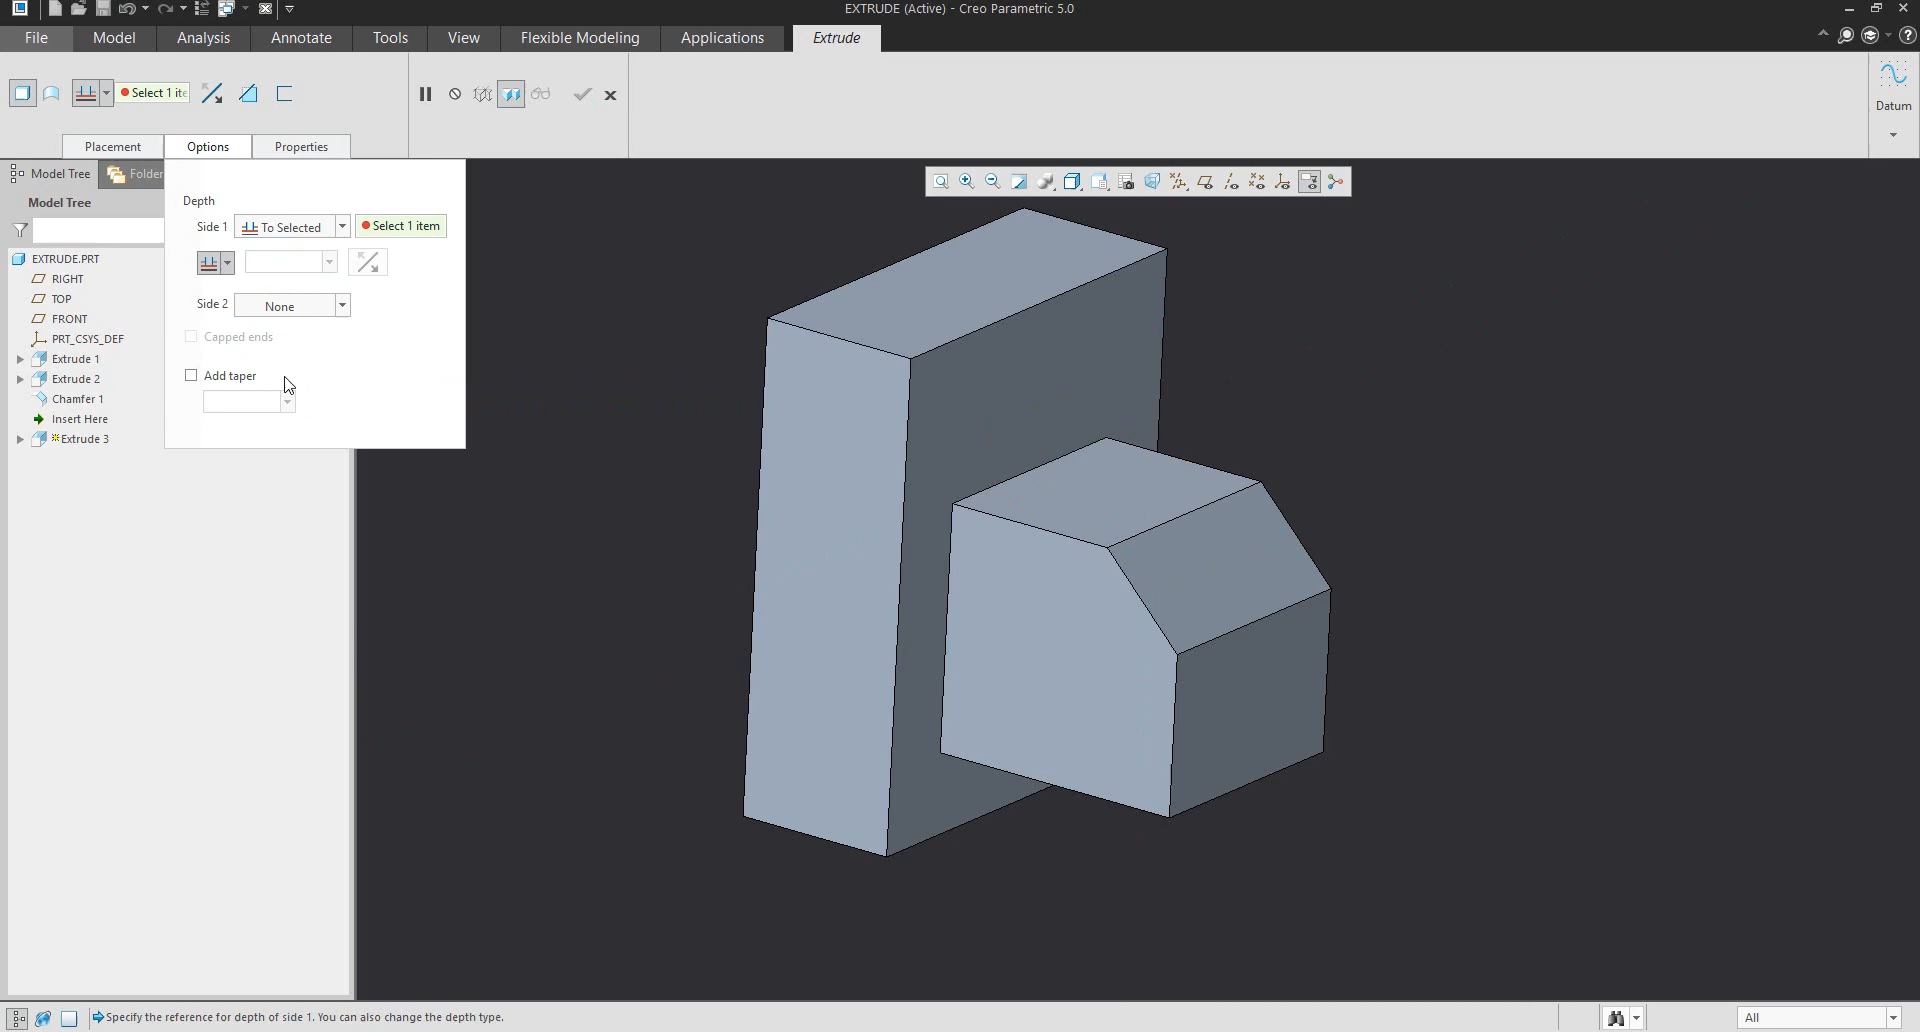 EXTRUDE (Active) - Creo Parametric 5.0
File Model Analysis Annotate Tools View Flexible Modeling Applications Extrude
Select 1 ite
Datum
Placement Options Properties
Model Tree Folder
Model Tree
Depth
Side 1 To Selected Select 1 item
Side 2 None
Capped ends
Add taper
EXTRUDE.PRT
RIGHT
TOP
FRONT
PRT_CSYS_DEF
Extrude 1
Extrude 2
Chamfer 1
Insert Here
Extrude 3
Specify the reference for depth of side 1. You can also change the depth type.
All